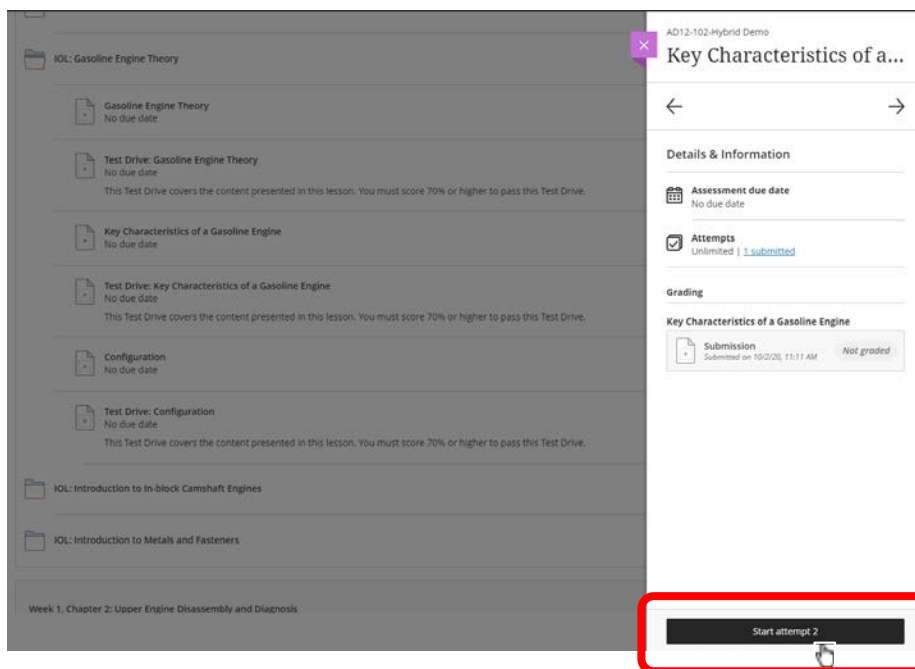 IOL: Gasoline Engine Theory
Gasoline Engine Theory
No due date
Test Drive: Gasoline Engine Theory
No due date
This Test Drive covers the content presented in this lesson. You must score 70% or higher to pass this Test Drive.
Key Characteristics of a Gasoline Engine
No due date
Test Drive: Key Characteristics of a Gasoline Engine
No due date
This Test Drive covers the content presented in this lesson. You must score 70% or higher to pass this Test Drive.
Configuration
No due date
Test Drive: Configuration
No due date
This Test Drive covers the content presented in this lesson. You must score 70% or higher to pass this Test Drive.
IOL: Introduction to In-block Camshaft Engines
IOL: Introduction to Metals and Fasteners
Week 1, Chapter 2: Upper Engine Disassembly and Diagnosis
AD12-102-Hybrid Demo
Key Characteristics of a...
Details & Information
Assessment due date
No due date
Attempts
Unlimited | 1 submitted
Grading
Key Characteristics of a Gasoline Engine
Submission
Submitted on 10/2/20, 11:11 AM
Not graded
Start attempt 2